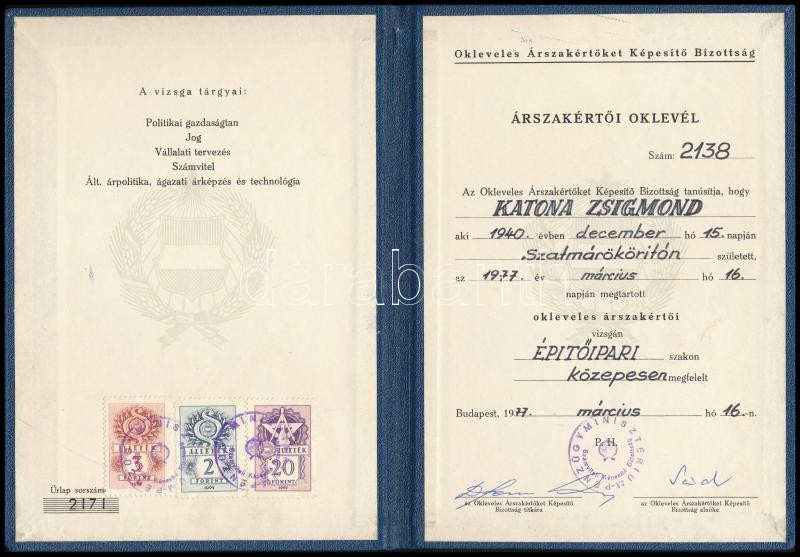 A vizsga tárgyai:
Politikai gazdaságtan
Jog
Vállalati tervezés
Számvitel
Ált. árpolitika, ágazati árképzés és technológia
ILLETÉK
3
FORINT
ILLETÉK
2
FORINT
ILLETÉK
20
FORINT
Űrlap sorszám:
2171
Okleveles Árszakértőket Képesítő Bizottság
ÁRSZAKÉRTŐI OKLEVÉL
Szám: 2138
Az Okleveles Árszakértőket Képesítő Bizottság tanúsítja, hogy
KATONA ZSIGMOND
aki 1940. évben december hó 15. napján
Szatmárököritón született,
az 1977. év március hó 16.
napján megtartott
okleveles árszakértői
vizsgán
ÉPITŐIPARI szakon
közepesen megfelelt
Budapest, 1977. március hó 16.-n.
P. H.
PÉNZÜGYMINISZTÉRIUM
az Okleveles Árszakértőket Képesítő
Bizottság titkára
az Okleveles Árszakértőket Képesítő
Bizottság elnöke
darabanth